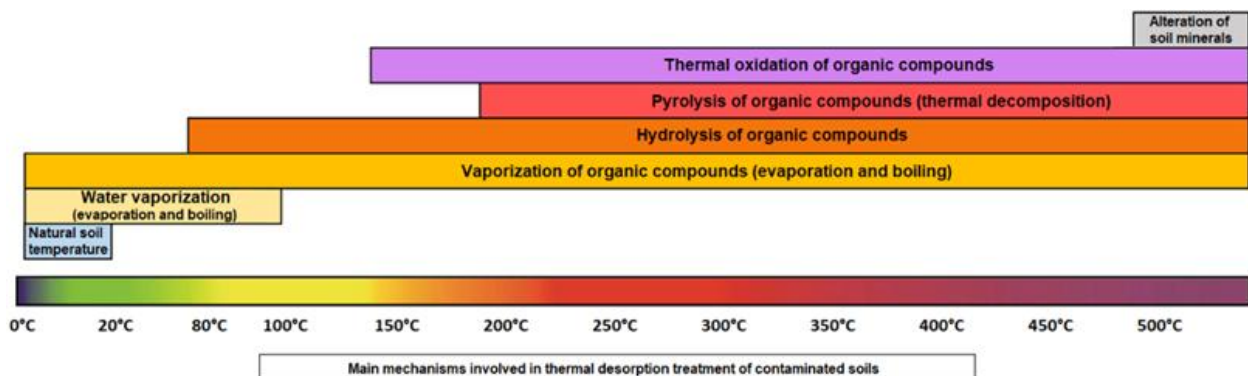 Alteration of
soil minerals
Thermal oxidation of organic compounds
Pyrolysis of organic compounds (thermal decomposition)
Hydrolysis of organic compounds
Vaporization of organic compounds (evaporation and boiling)
Water vaporization
(evaporation and boiling)
Natural soil
temperature
0°C 20°C 80°C 100°C 150°C 200°C 250°C 300°C 350°C 400°C 450°C 500°C
Main mechanisms involved in thermal desorption treatment of contaminated soils